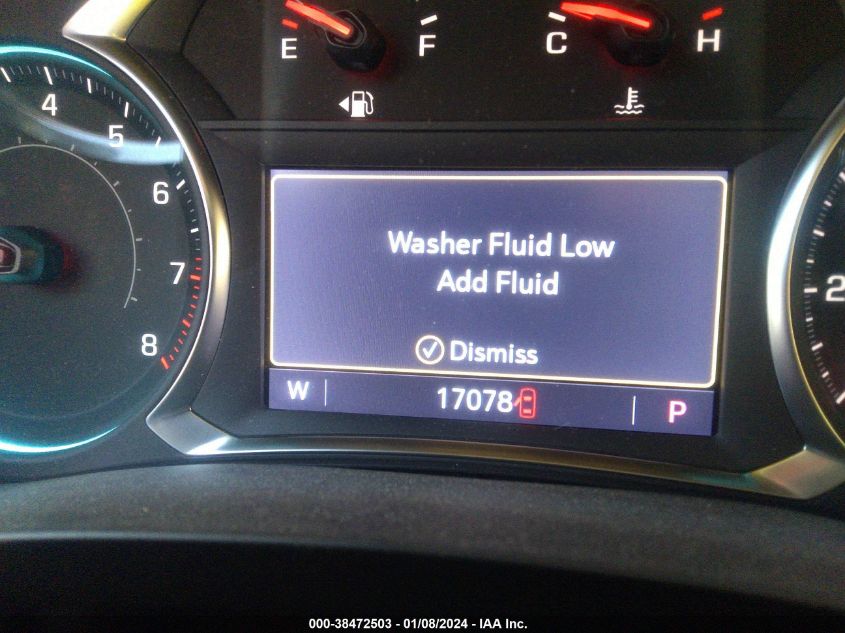 E F C H
4
5
6
7
8
2
Washer Fluid Low
Add Fluid
Dismiss
W 17078 P
000-38472503 - 01/08/2024 - IAA Inc.